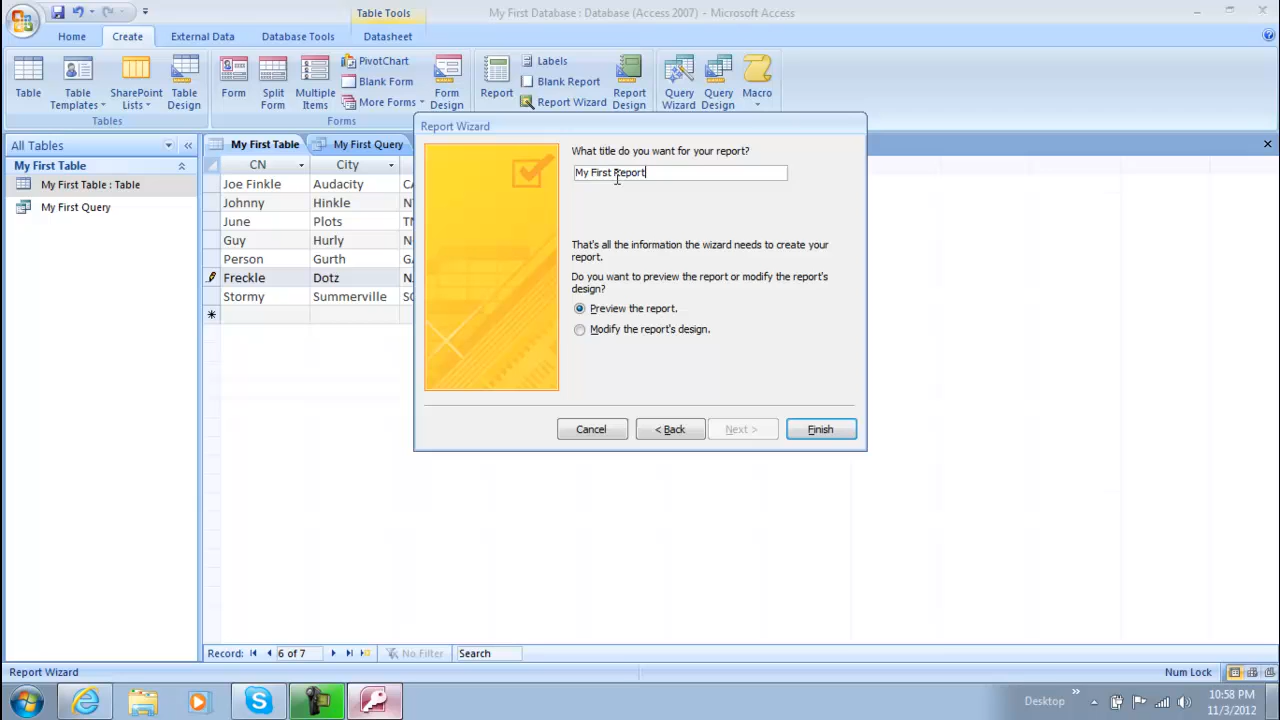 Table Tools
My First Database : Database (Access 2007) - Microsoft Access
Home Create External Data Database Tools Datasheet
Table
Table Templates
SharePoint Lists
Table Design
Tables
Form
Split Form
Multiple Items
PivotChart
Blank Form
More Forms
Form Design
Forms
Report
Labels
Blank Report
Report Wizard
Report Design
Query Wizard
Query Design
Macro
All Tables «
My First Table
My First Table : Table
My First Query
My First Table My First Query
CN City
Joe Finkle Audacity
Johnny Hinkle
June Plots
Guy Hurly
Person Gurth
Freckle Dotz
Stormy Summerville
Report Wizard
What title do you want for your report?
My First Report
That's all the information the wizard needs to create your
report.
Do you want to preview the report or modify the report's
design?
Preview the report.
Modify the report's design.
Cancel < Back Next > Finish
Record: 6 of 7 No Filter Search
Report Wizard Num Lock
Desktop » 10:58 PM
11/3/2012